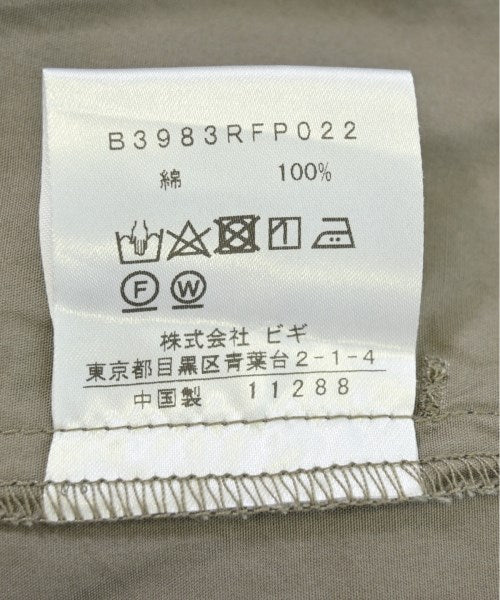 B3983RFP022
綿 100%
F W
株式会社 ビギ
東京都目黒区青葉台2-1-4
中国製 11288